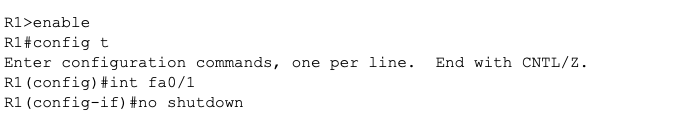 R1>enable
R1#config t
Enter configuration commands, one per line.  End with CNTL/Z.
R1(config)#int fa0/1
R1(config-if)#no shutdown